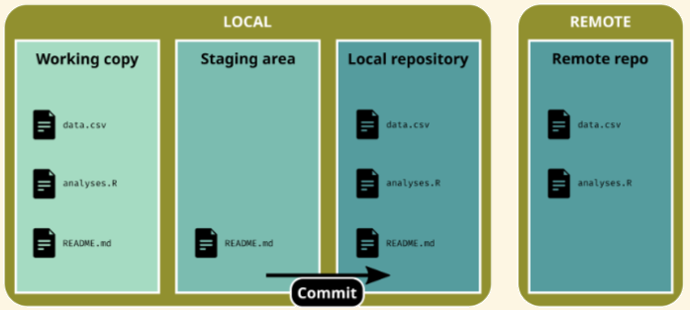 LOCAL
REMOTE
Working copy
Staging area
Local repository
Remote repo
data.csv
data.csv
data.csv
analyses.R
analyses.R
analyses.R
README.md
README.md
README.md
Commit